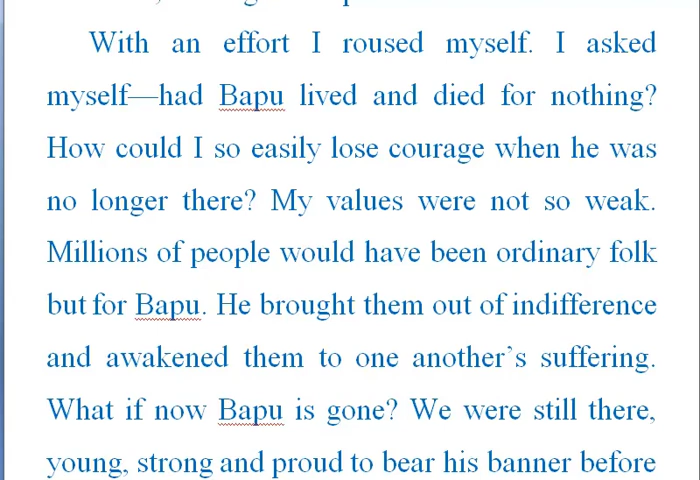 With an effort I roused myself. I asked
myself—had Bapu lived and died for nothing?
How could I so easily lose courage when he was
no longer there? My values were not so weak.
Millions of people would have been ordinary folk
but for Bapu. He brought them out of indifference
and awakened them to one another’s suffering.
What if now Bapu is gone? We were still there,
young, strong and proud to bear his banner before